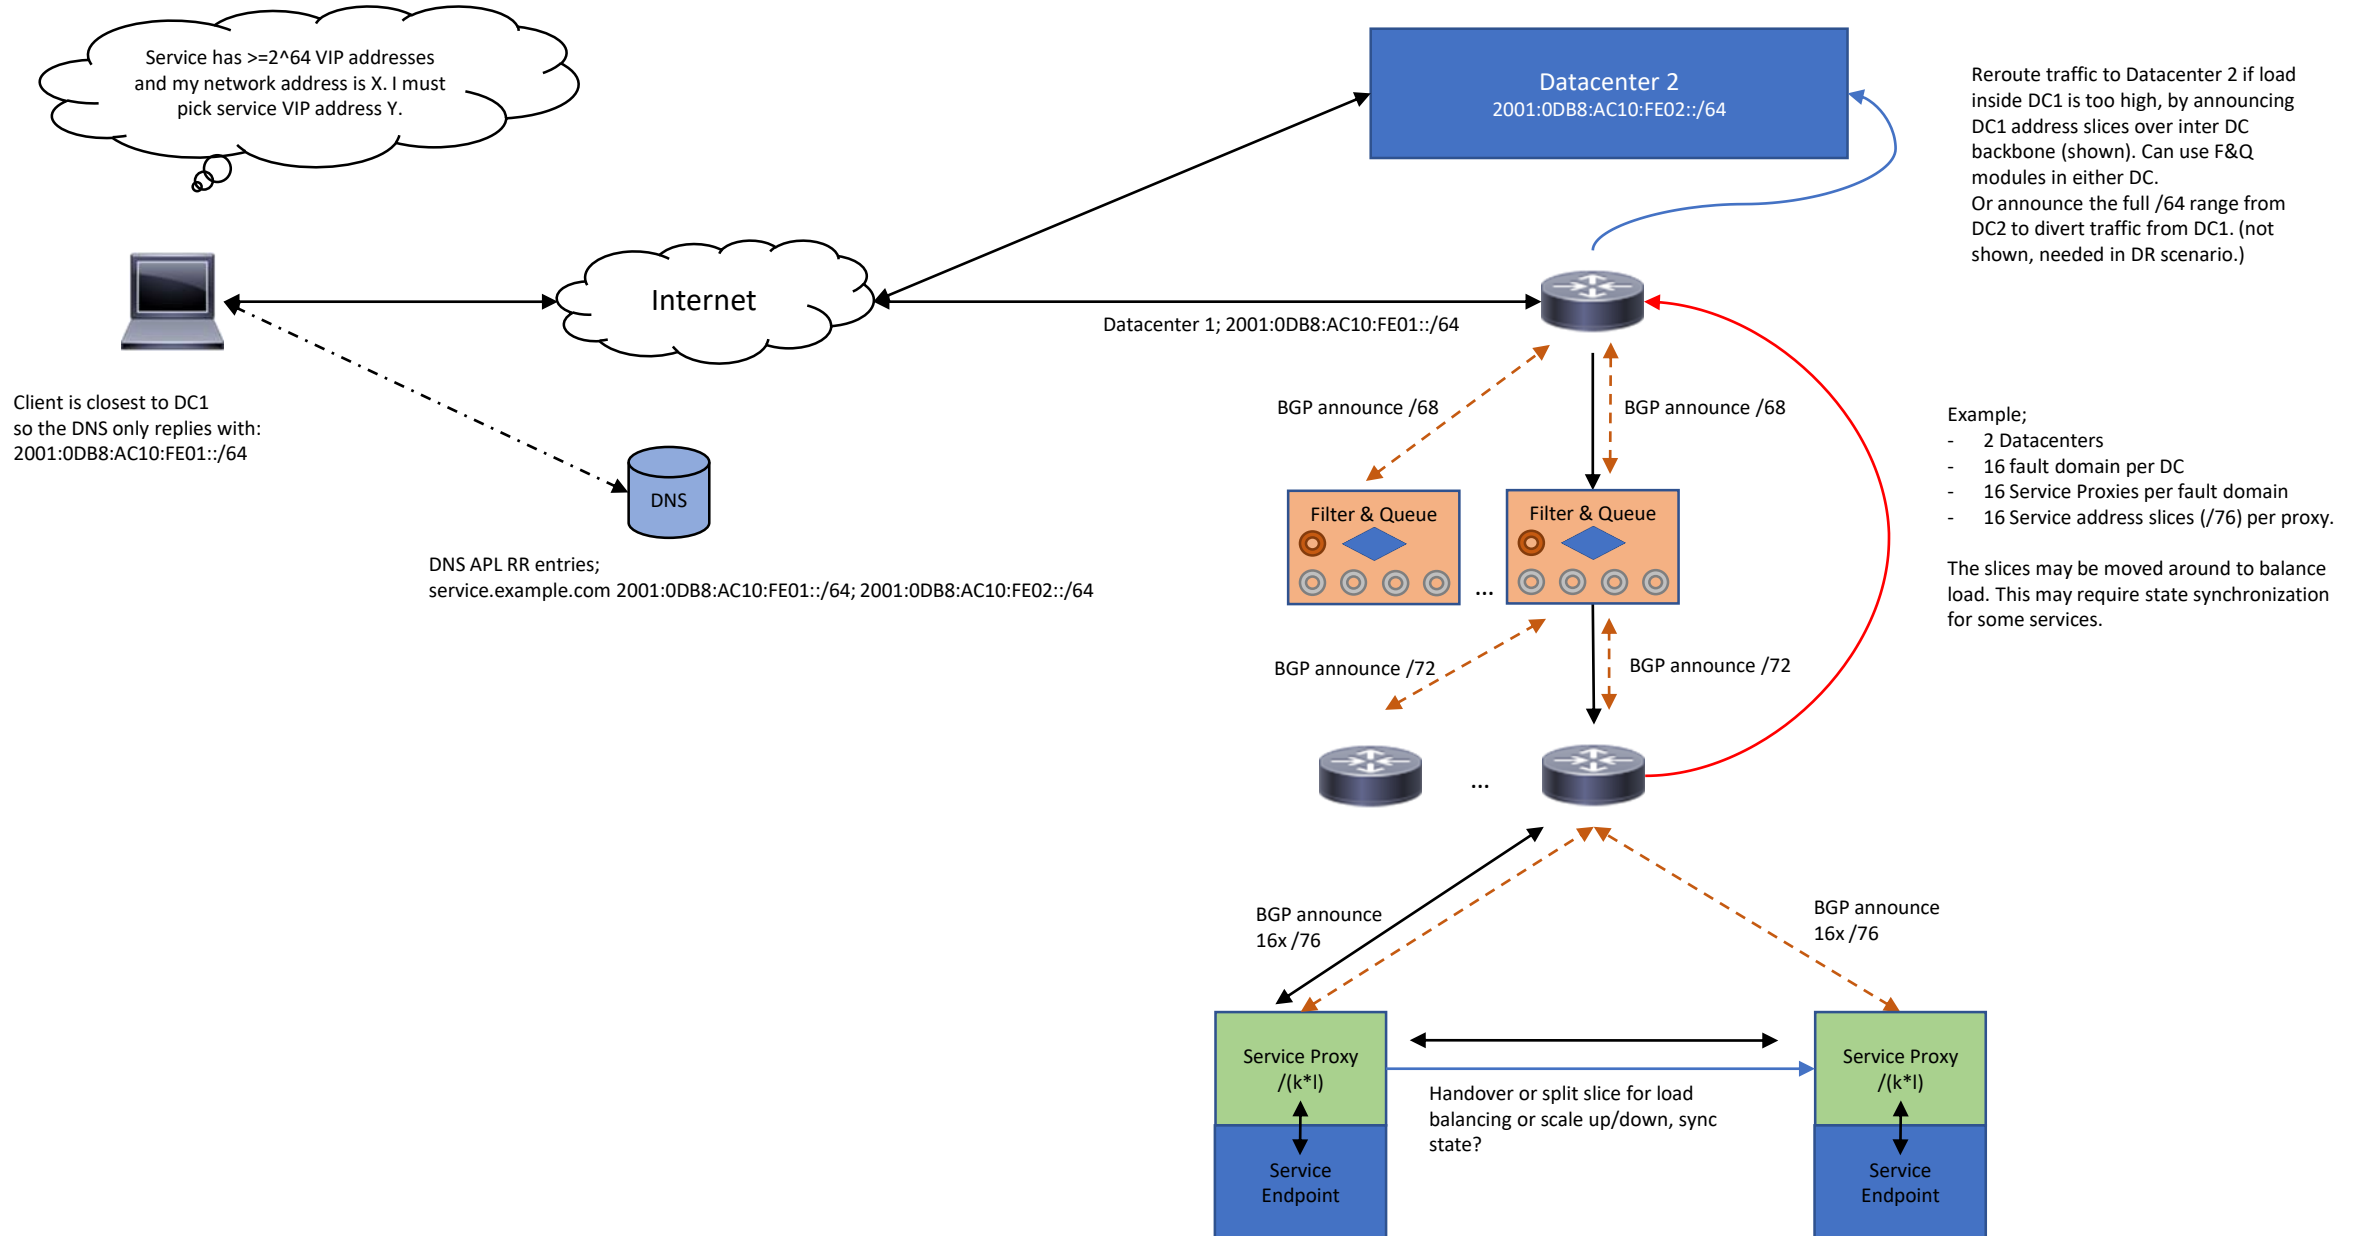 Service has >=2^64 VIP addresses
and my network address is X. I must
pick service VIP address Y.
Datacenter 2
2001:0DB8:AC10:FE02::/64
Reroute traffic to Datacenter 2 if load
inside DC1 is too high, by announcing
DC1 address slices over inter DC
backbone (shown). Can use F&Q
modules in either DC.
Or announce the full /64 range from
DC2 to divert traffic from DC1. (not
shown, needed in DR scenario.)
Internet
Datacenter 1; 2001:0DB8:AC10:FE01::/64
Client is closest to DC1
so the DNS only replies with:
2001:0DB8:AC10:FE01::/64
DNS
DNS APL RR entries;
service.example.com 2001:0DB8:AC10:FE01::/64; 2001:0DB8:AC10:FE02::/64
BGP announce /68
BGP announce /68
Example;
- 2 Datacenters
- 16 fault domain per DC
- 16 Service Proxies per fault domain
- 16 Service address slices (/76) per proxy.
The slices may be moved around to balance
load. This may require state synchronization
for some services.
Filter & Queue
...
Filter & Queue
BGP announce /72
BGP announce /72
...
BGP announce
16x /76
BGP announce
16x /76
Service Proxy
/(k*l)
Service
Endpoint
Handover or split slice for load
balancing or scale up/down, sync
state?
Service Proxy
/(k*l)
Service
Endpoint